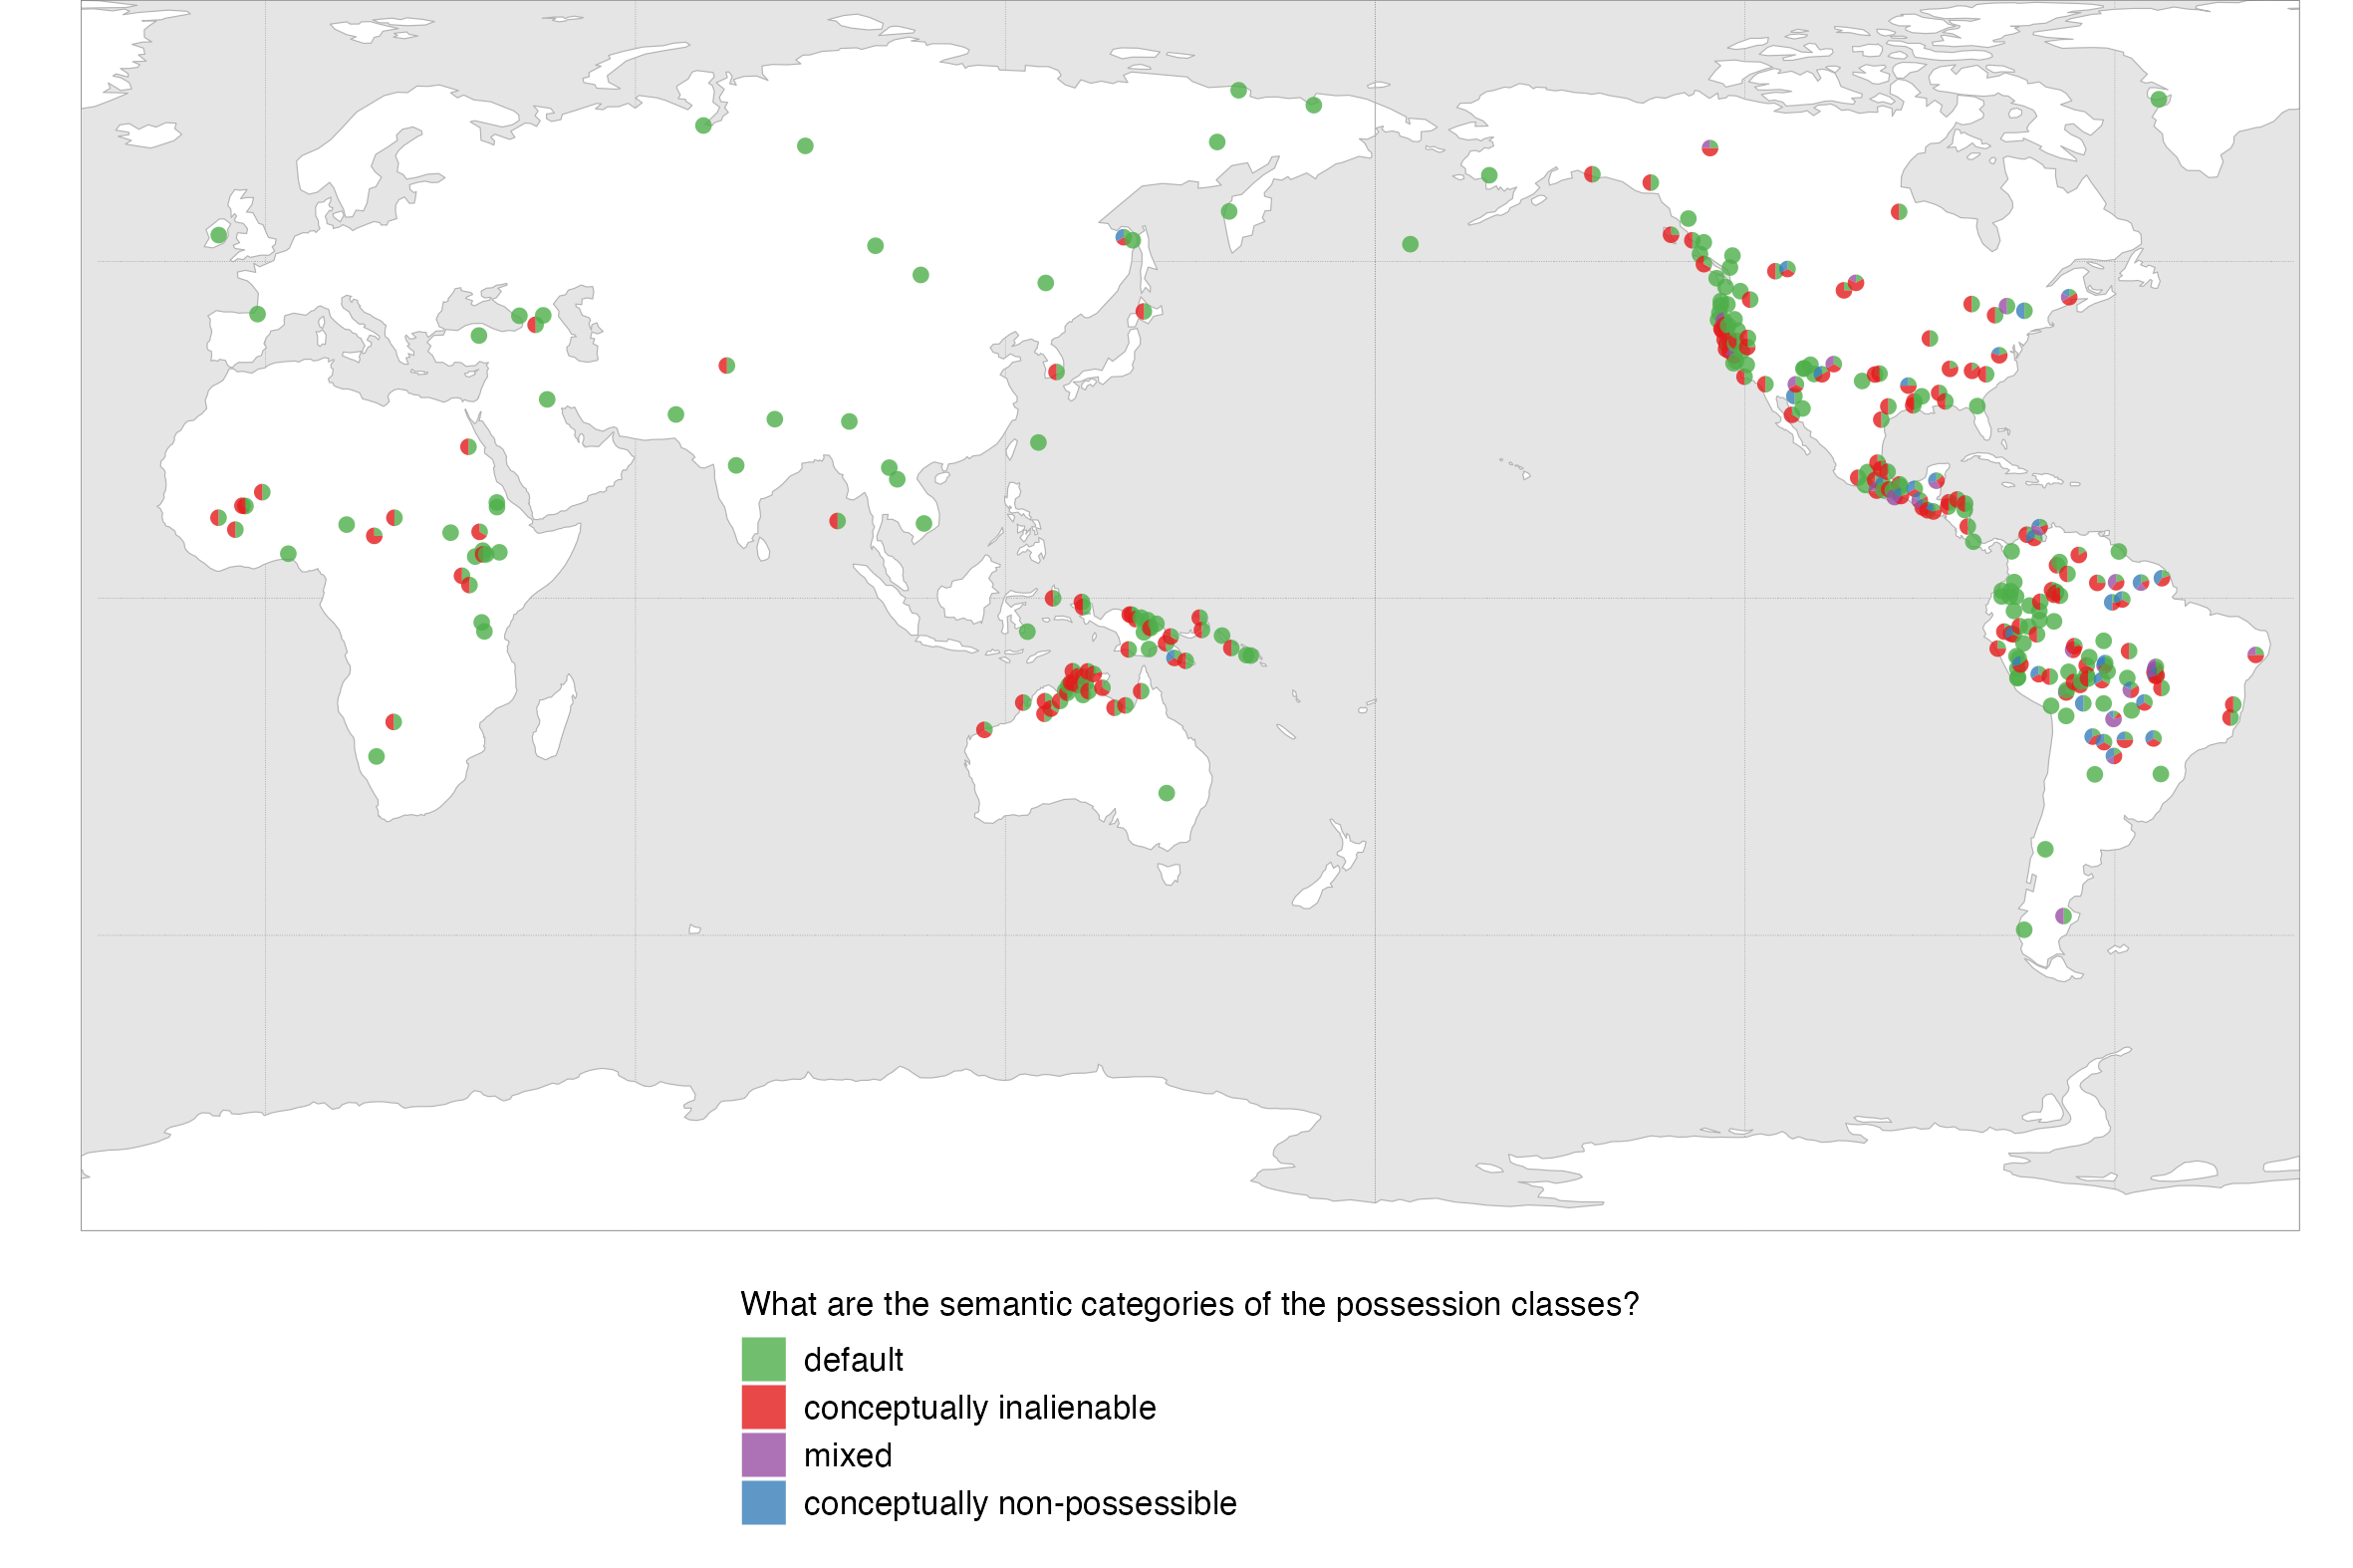 What are the semantic categories of the possession classes?
default
conceptually inalienable
mixed
conceptually non-possessible